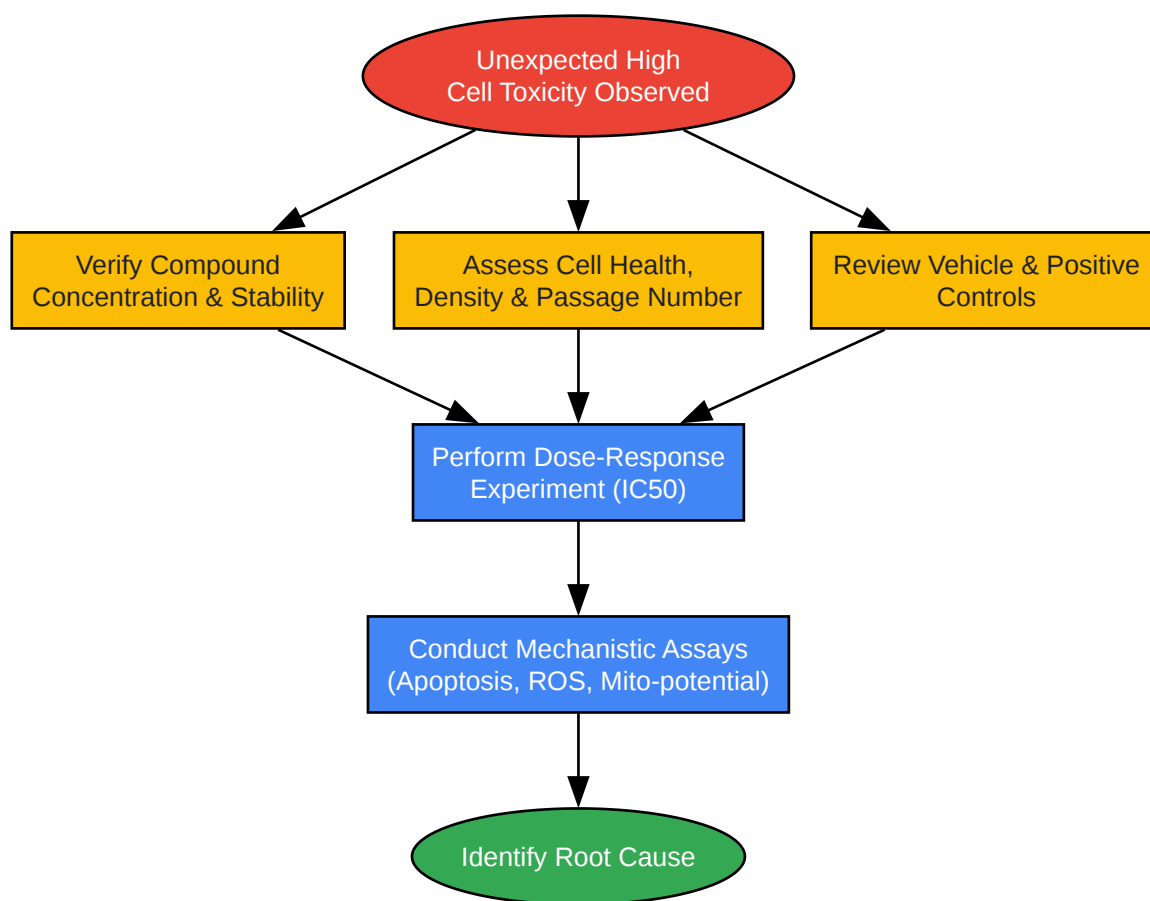 Unexpected High
Cell Toxicity Observed
Verify Compound
Concentration & Stability
Assess Cell Health,
Density & Passage Number
Review Vehicle & Positive
Controls
Perform Dose-Response
Experiment (IC50)
Conduct Mechanistic Assays
(Apoptosis, ROS, Mito-potential)
Identify Root Cause